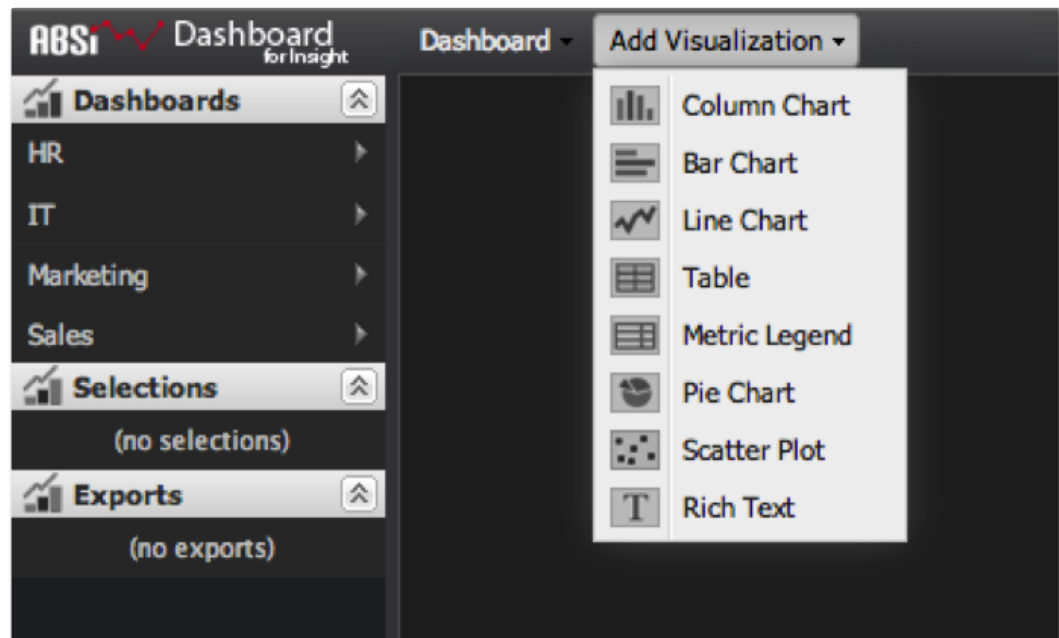 ABSi Dashboard
for Insight
Dashboard
Add Visualization
Dashboards
HR
IT
Marketing
Sales
Selections
(no selections)
Exports
(no exports)
Column Chart
Bar Chart
Line Chart
Table
Metric Legend
Pie Chart
Scatter Plot
T Rich Text